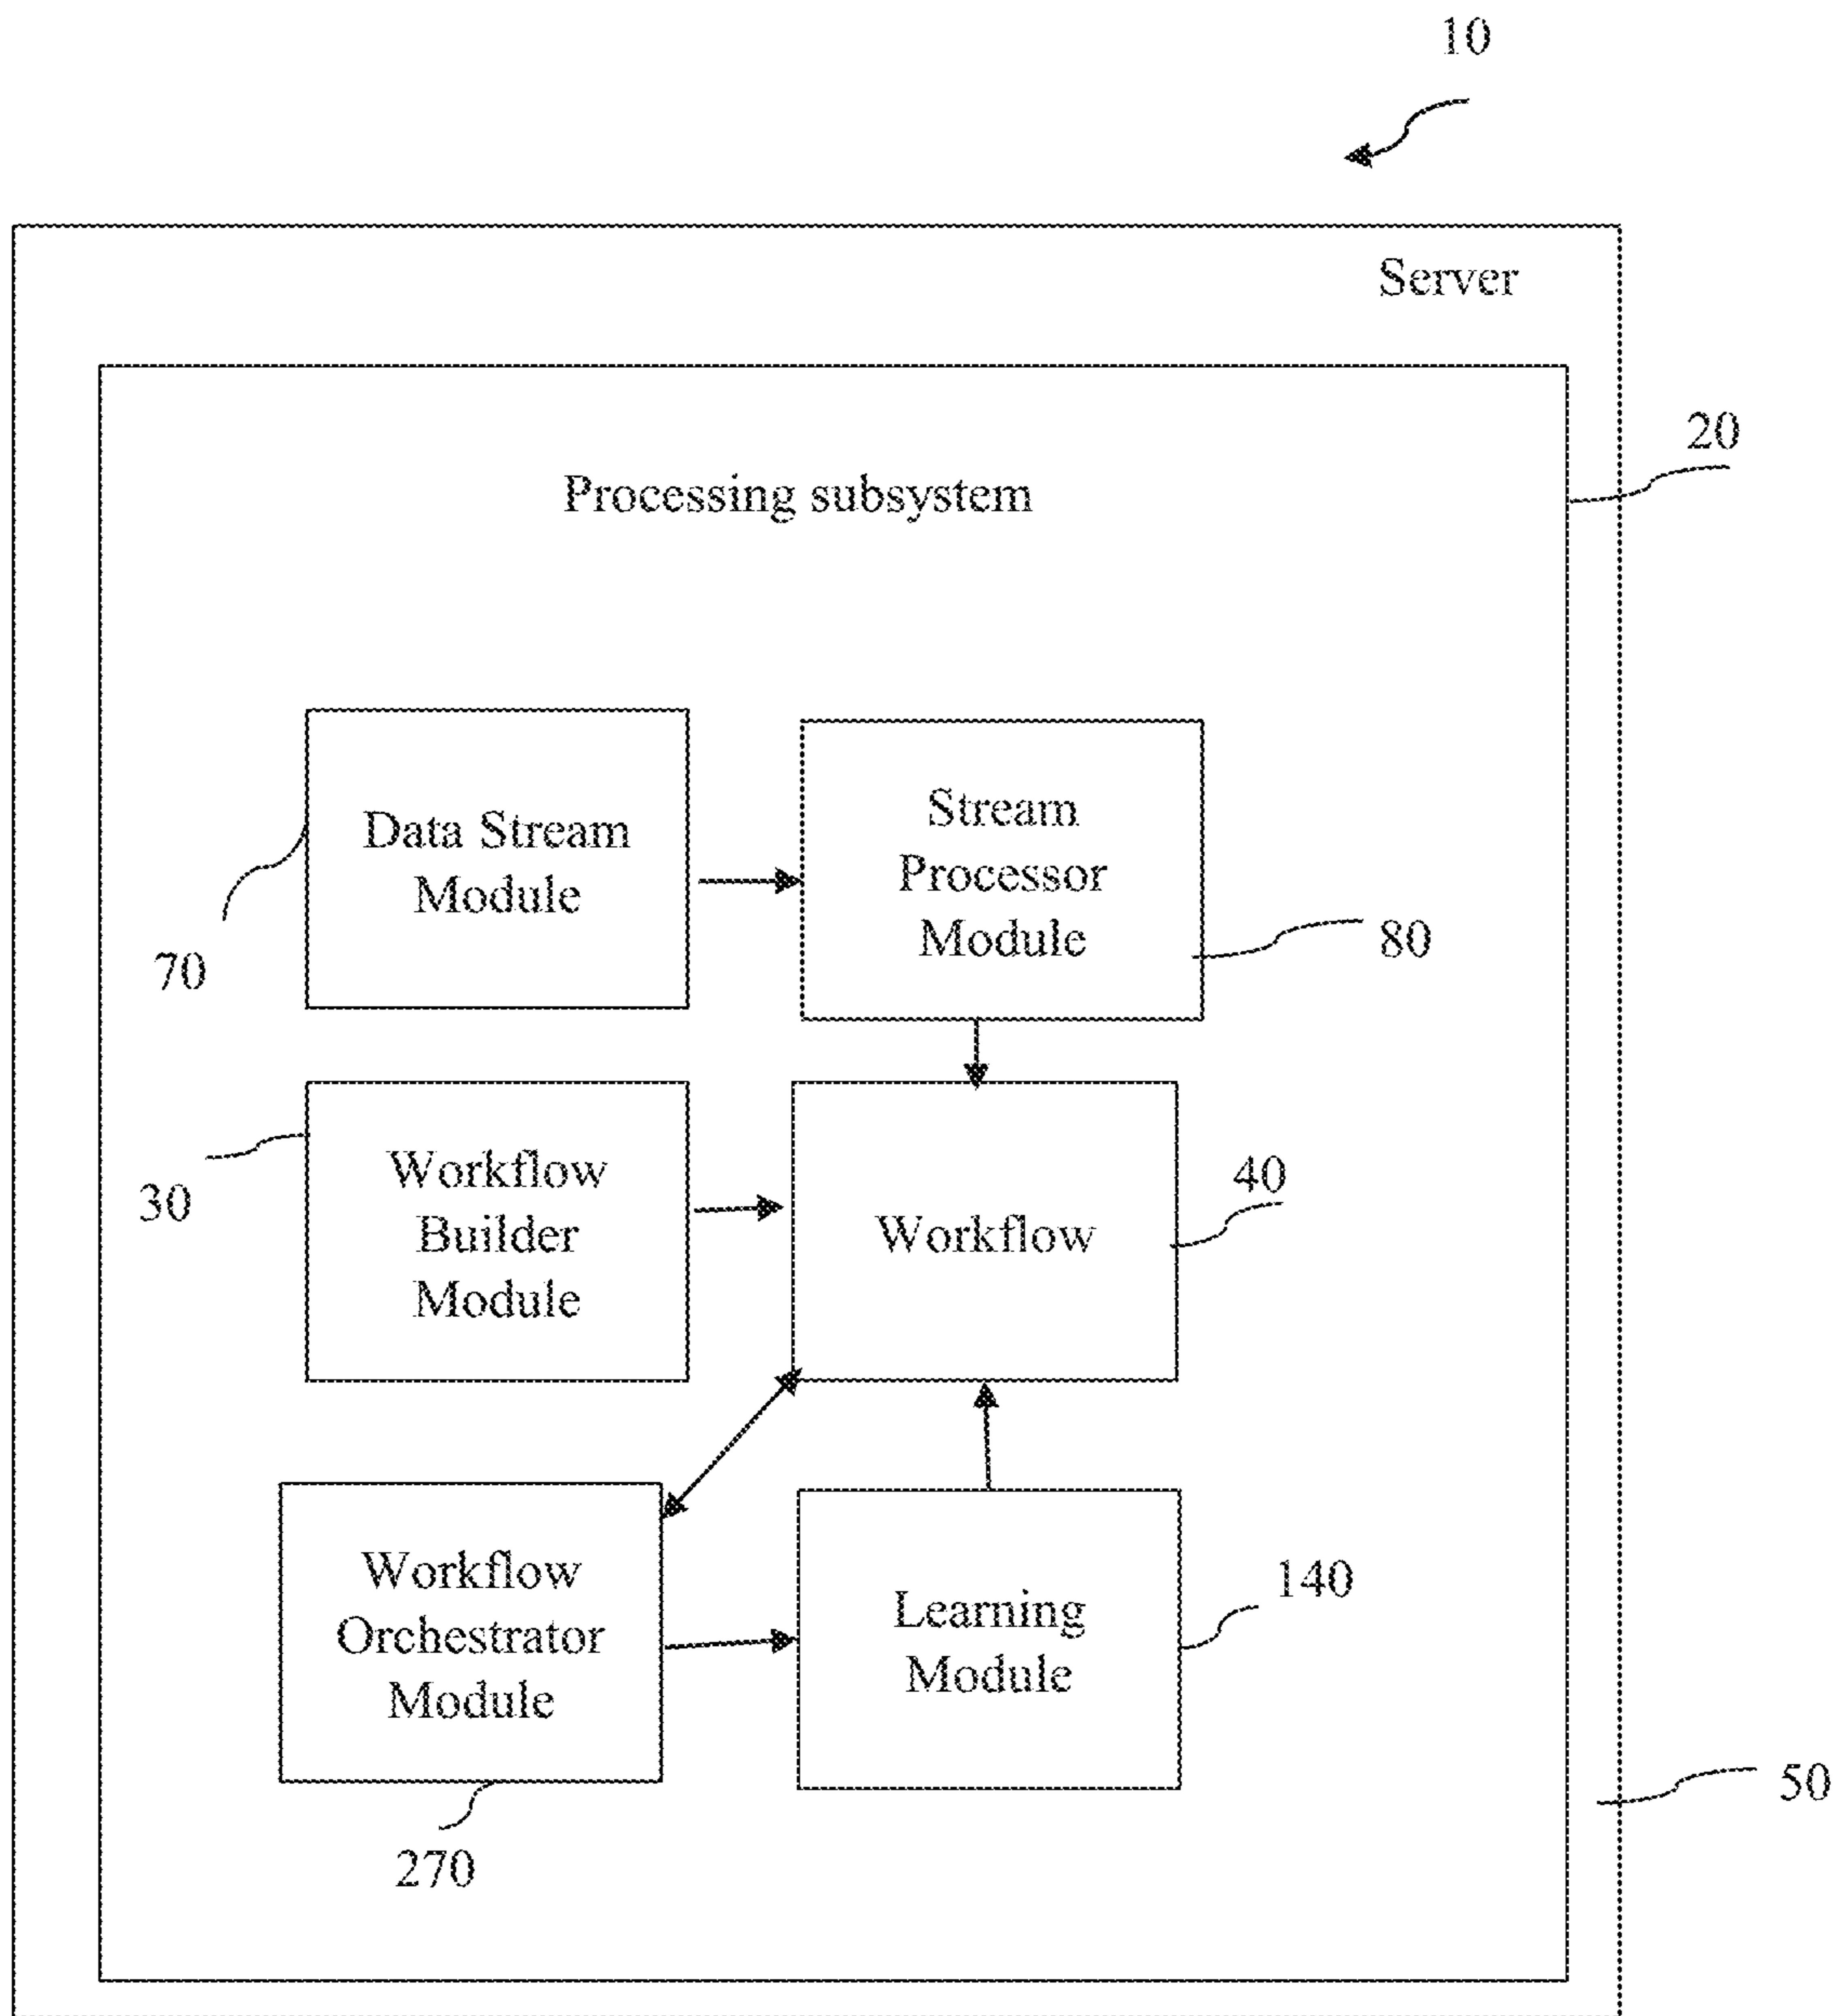 10
Server
20
Processing subsystem
Data Stream
Module
70
Stream
Processor
Module
80
Workflow
Builder
Module
30
Workflow
40
Workflow
Orchestrator
Module
270
Learning
Module
140
50